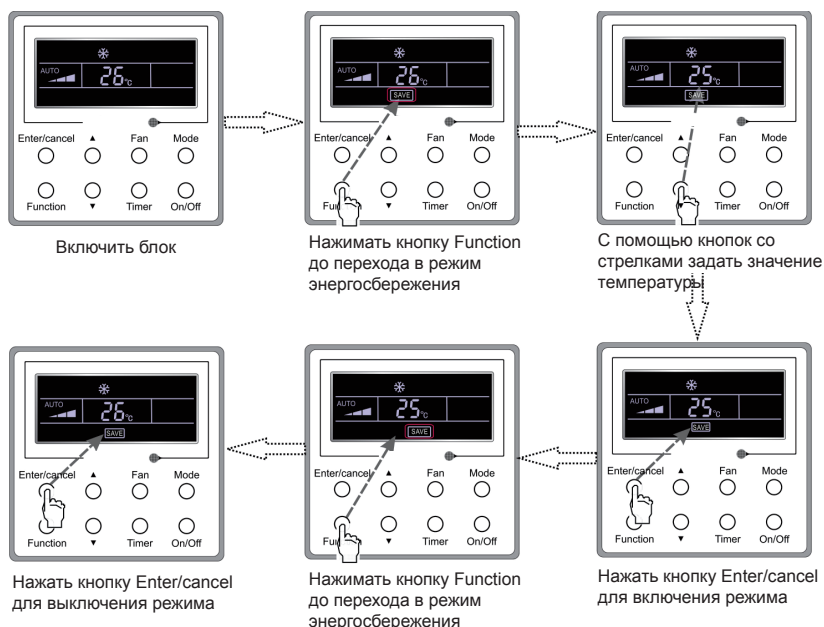 AUTO
26°C
Enter/cancel ▲ Fan Mode
Function ▼ Timer On/Off
Включить блок
AUTO
26°C
SAVE
Enter/cancel ▲ Fan Mode
Function ▼ Timer On/Off
Нажимать кнопку Function
до перехода в режим
энергосбережения
AUTO
25°C
SAVE
Enter/cancel ▲ Fan Mode
Function ▼ Timer On/Off
С помощью кнопок со
стрелками задать значение
температуры
AUTO
26°C
SAVE
Enter/cancel ▲ Fan Mode
Function ▼ Timer On/Off
Нажать кнопку Enter/cancel
для выключения режима
AUTO
25°C
SAVE
Enter/cancel ▲ Fan Mode
Function ▼ Timer On/Off
Нажимать кнопку Function
до перехода в режим
энергосбережения
AUTO
25°C
SAVE
Enter/cancel ▲ Fan Mode
Function ▼ Timer On/Off
Нажать кнопку Enter/cancel
для включения режима